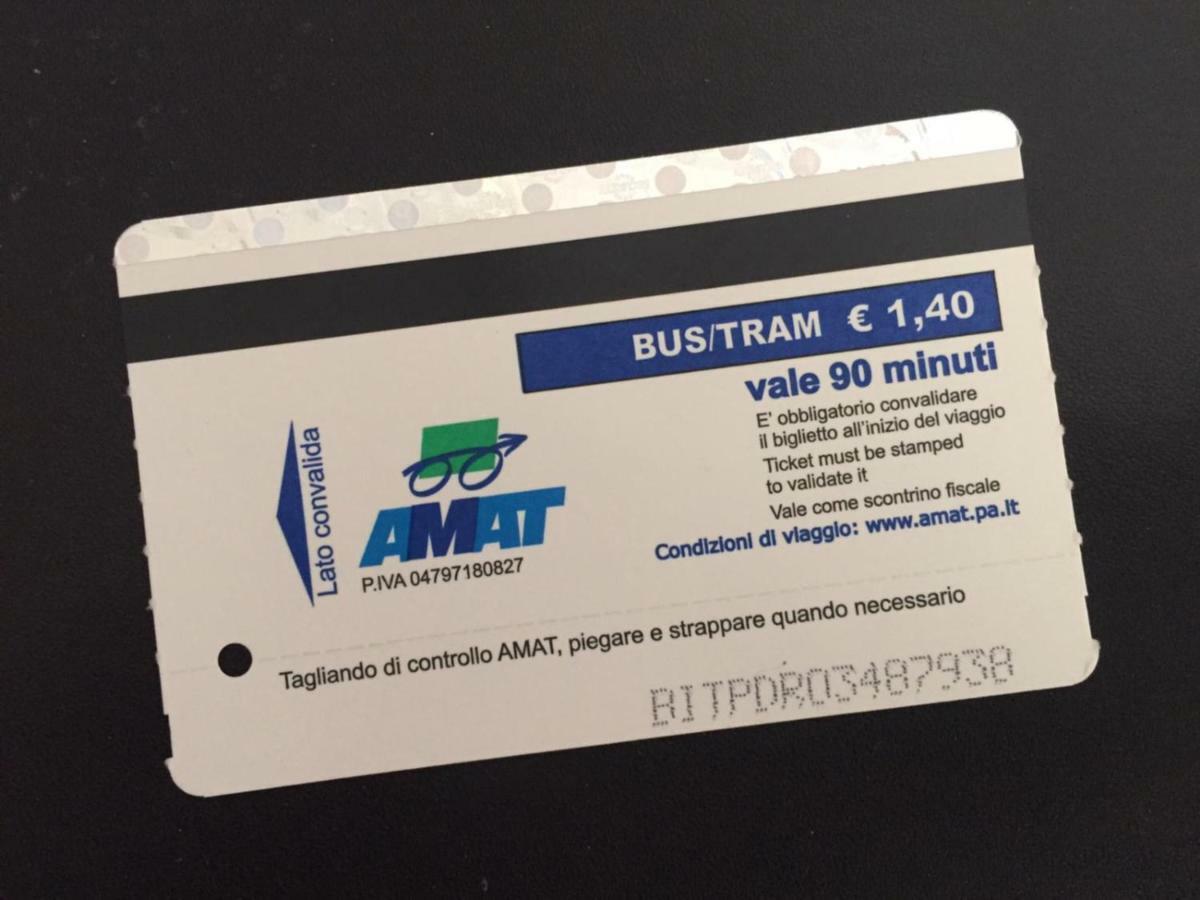 BUS/TRAM € 1,40
vale 90 minuti
E' obbligatorio convalidare
il biglietto all'inizio del viaggio
Ticket must be stamped
to validate it
Vale come scontrino fiscale
Condizioni di viaggio: www.amat.pa.it
Lato convalida
AMAT
P.IVA 04797180827
Tagliando di controllo AMAT, piegare e strappare quando necessario
BITPDR03487938